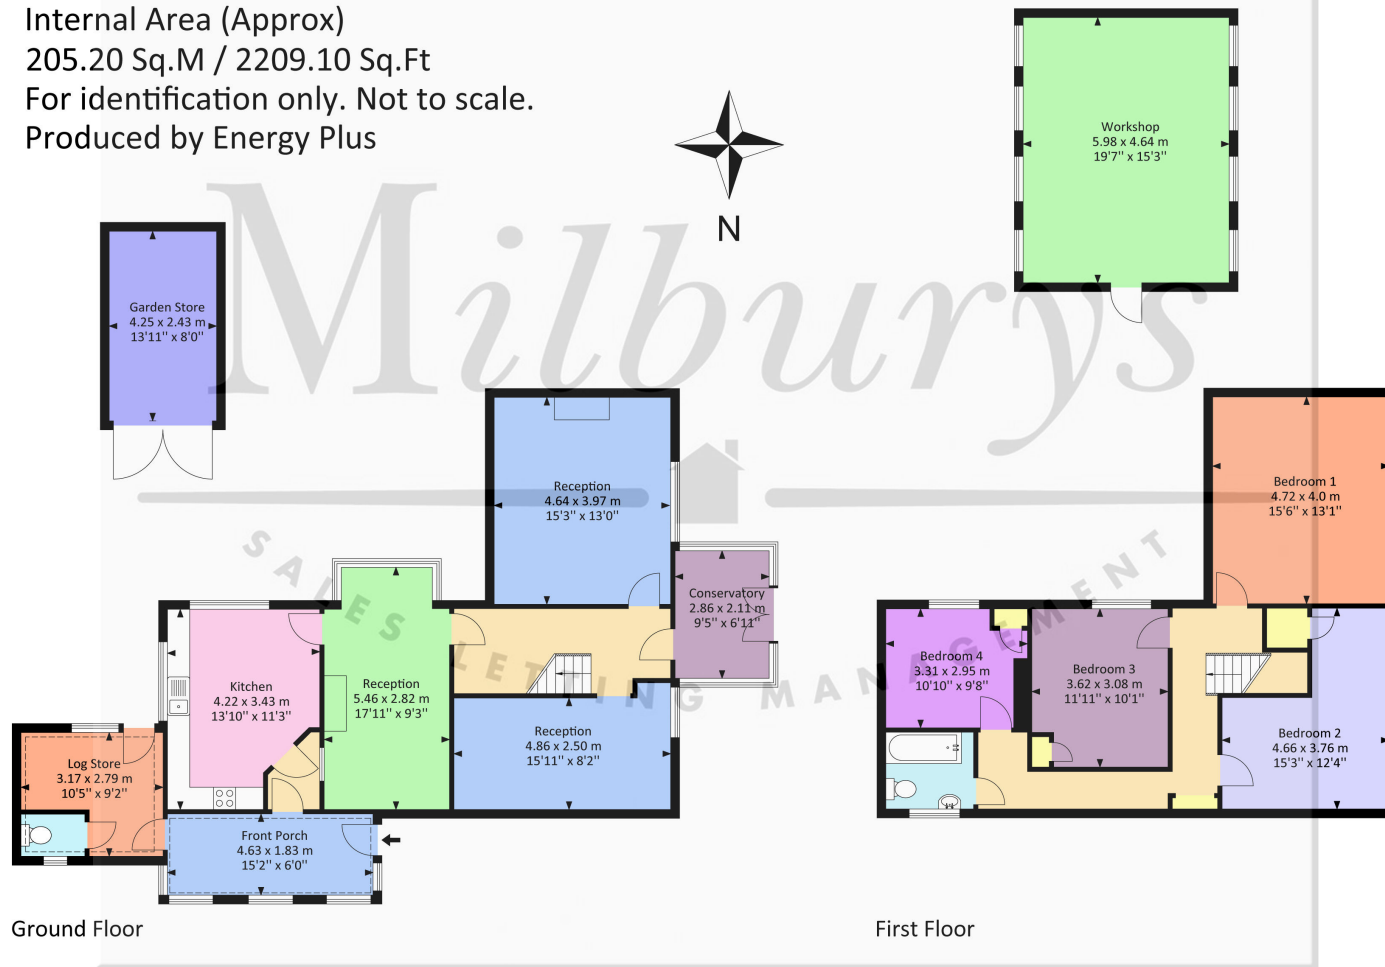 Internal Area (Approx)
205.20 Sq.M / 2209.10 Sq.Ft
For identification only. Not to scale.
Produced by Energy Plus
N
Milburys
SALES LETTING MANAGEMENT
Workshop
5.98 x 4.64 m
19'7'' x 15'3''
Garden Store
4.25 x 2.43 m
13'11'' x 8'0''
Reception
4.64 x 3.97 m
15'3'' x 13'0''
Conservatory
2.86 x 2.11 m
9'5'' x 6'11''
Kitchen
4.22 x 3.43 m
13'10'' x 11'3''
Reception
5.46 x 2.82 m
17'11'' x 9'3''
Reception
4.86 x 2.50 m
15'11'' x 8'2''
Log Store
3.17 x 2.79 m
10'5'' x 9'2''
Front Porch
4.63 x 1.83 m
15'2'' x 6'0''
Ground Floor
Bedroom 1
4.72 x 4.0 m
15'6'' x 13'1''
Bedroom 4
3.31 x 2.95 m
10'10'' x 9'8''
Bedroom 3
3.62 x 3.08 m
11'11'' x 10'1''
Bedroom 2
4.66 x 3.76 m
15'3'' x 12'4''
First Floor